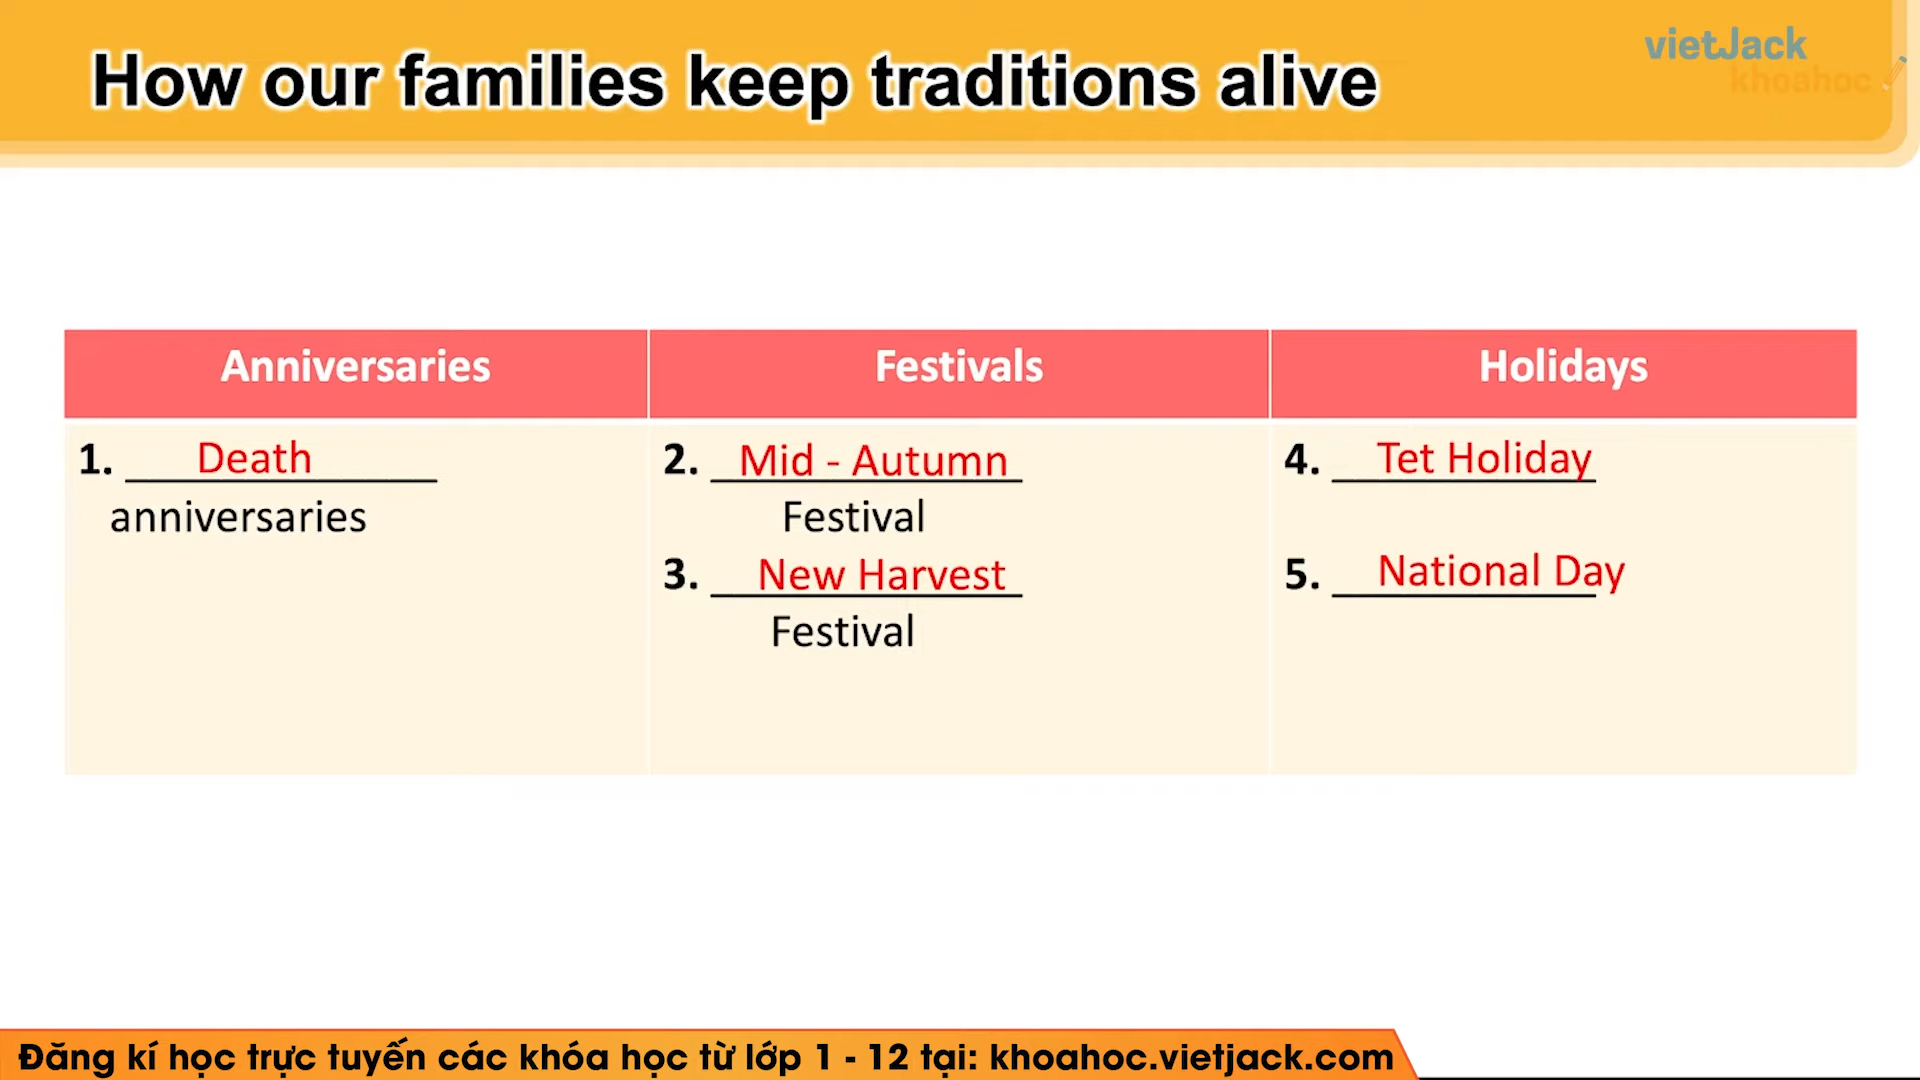 How our families keep traditions alive
vietJack
khoahoc
Anniversaries Festivals Holidays
1. Death
anniversaries
2. Mid - Autumn
Festival
3. New Harvest
Festival
4. Tet Holiday
5. National Day
Đăng kí học trực tuyến các khóa học từ lớp 1 - 12 tại: khoahoc.vietjack.com